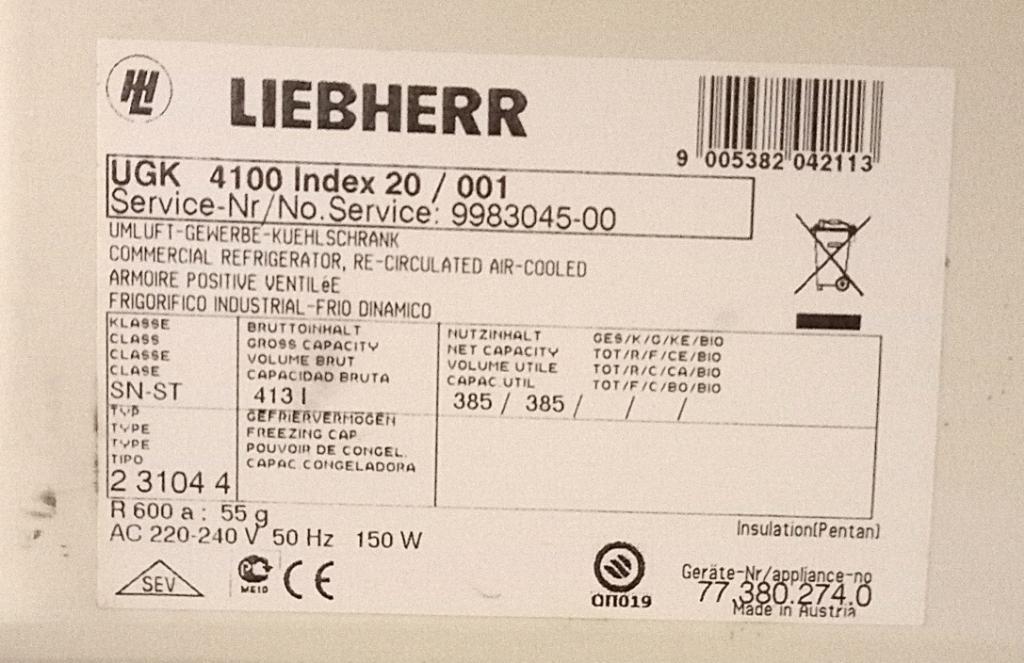 HL LIEBHERR
9 005382 042113
UGK 4100 Index 20 / 001
Service-Nr/No.Service: 9983045-00
UMLUFT-GEWERBE-KUEHLSCHRANK
COMMERCIAL REFRIGERATOR, RE-CIRCULATED AIR-COOLED
ARMOIRE POSITIVE VENTILéE
FRIGORIFICO INDUSTRIAL-FRIO DINAMICO
KLASSE
CLASS
CLASSE
CLASE
SN-ST
BRUTTOINHALT
GROSS CAPACITY
VOLUME BRUT
CAPACIDAD BRUTA
413 l
NUTZINHALT GES/K/G/KE/BIO
NET CAPACITY TOT/R/F/CE/BIO
VOLUME UTILE TOT/R/C/CA/BIO
CAPAC.UTIL TOT/F/C/BO/BIO
385 / 385 / / /
TYP
TYPE
TYPE
TIPO
2 3104 4
GEFRIERVERMÖGEN
FREEZING CAP.
POUVOIR DE CONGEL.
CAPAC.CONGELADORA
R 600 a : 55 g
AC 220-240 V 50 Hz 150 W
Insulation(Pentan)
SEV
PC
ME10
CE
ОП019
Geräte-Nr/appliance-no
77.380.274.0
Made in Austria